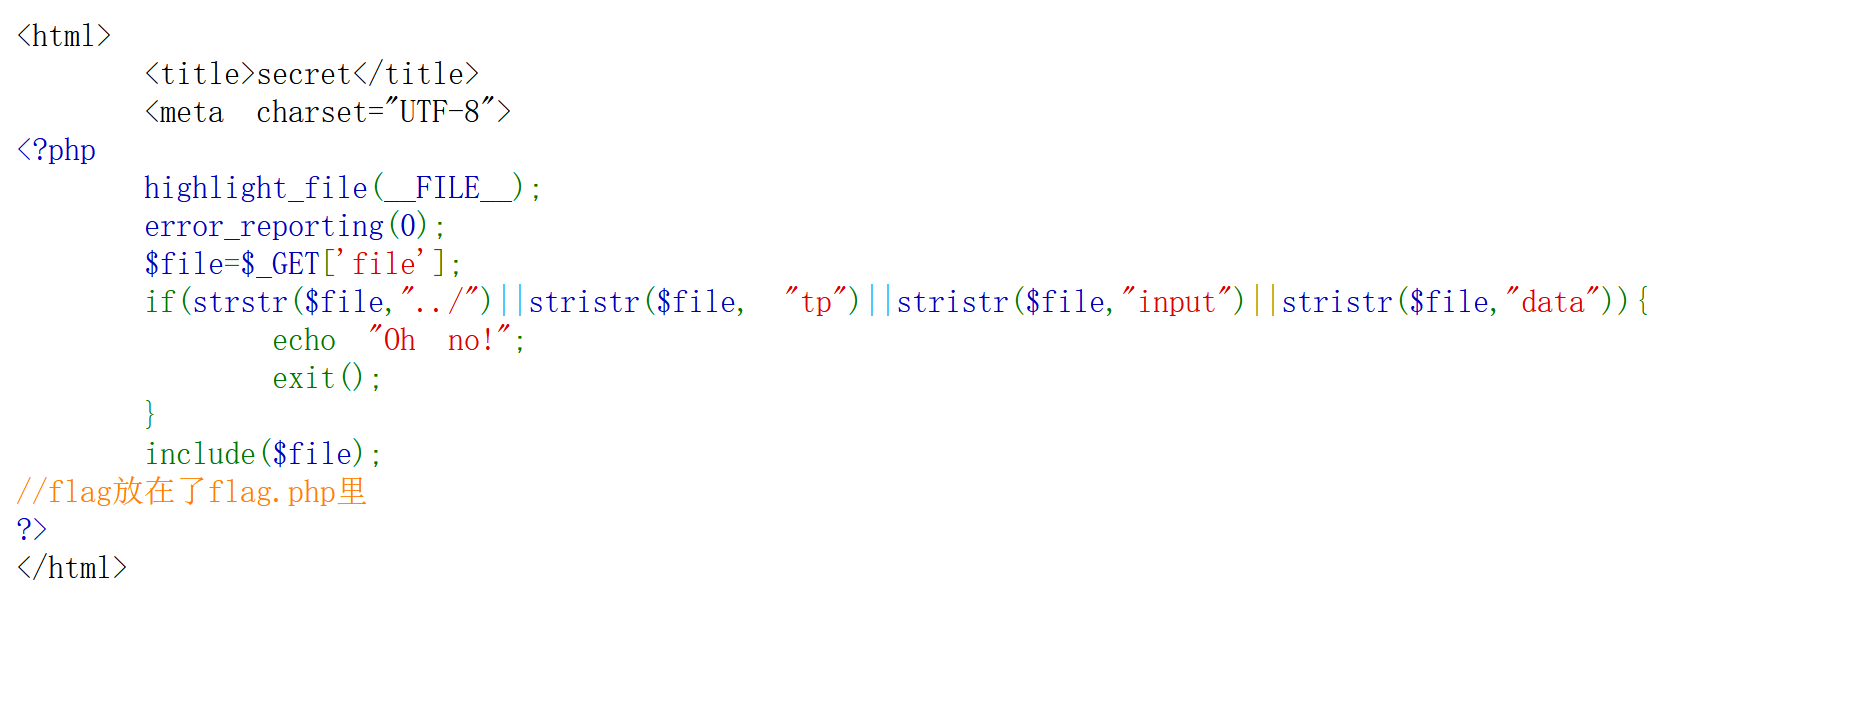 <html>
<title>secret</title>
<meta charset="UTF-8">
<?php
highlight_file(__FILE__);
error_reporting(0);
$file=$_GET['file'];
if(strstr($file,"../")||stristr($file, "tp")||stristr($file,"input")||stristr($file,"data")){
echo "Oh no!";
exit();
}
include($file);
//flag放在了flag.php里
?>
</html>